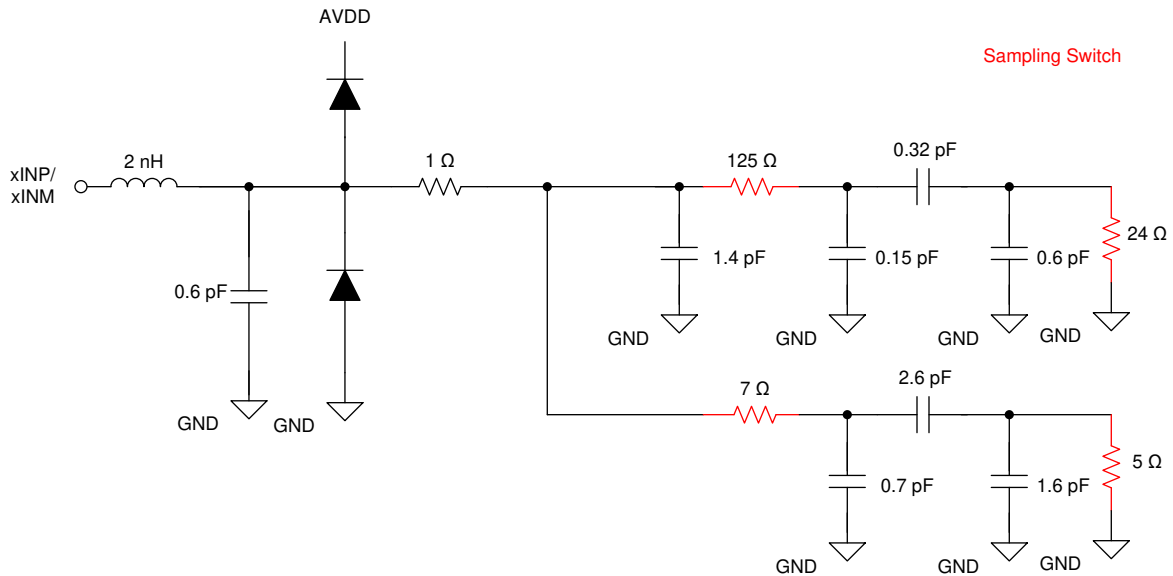 AVDD
Sampling Switch
xINP/
xINM
2 nH
1 Ω
125 Ω
0.32 pF
24 Ω
0.6 pF
1.4 pF
0.15 pF
0.6 pF
GND
GND
GND
GND
GND
GND
7 Ω
2.6 pF
5 Ω
0.7 pF
1.6 pF
GND
GND
GND